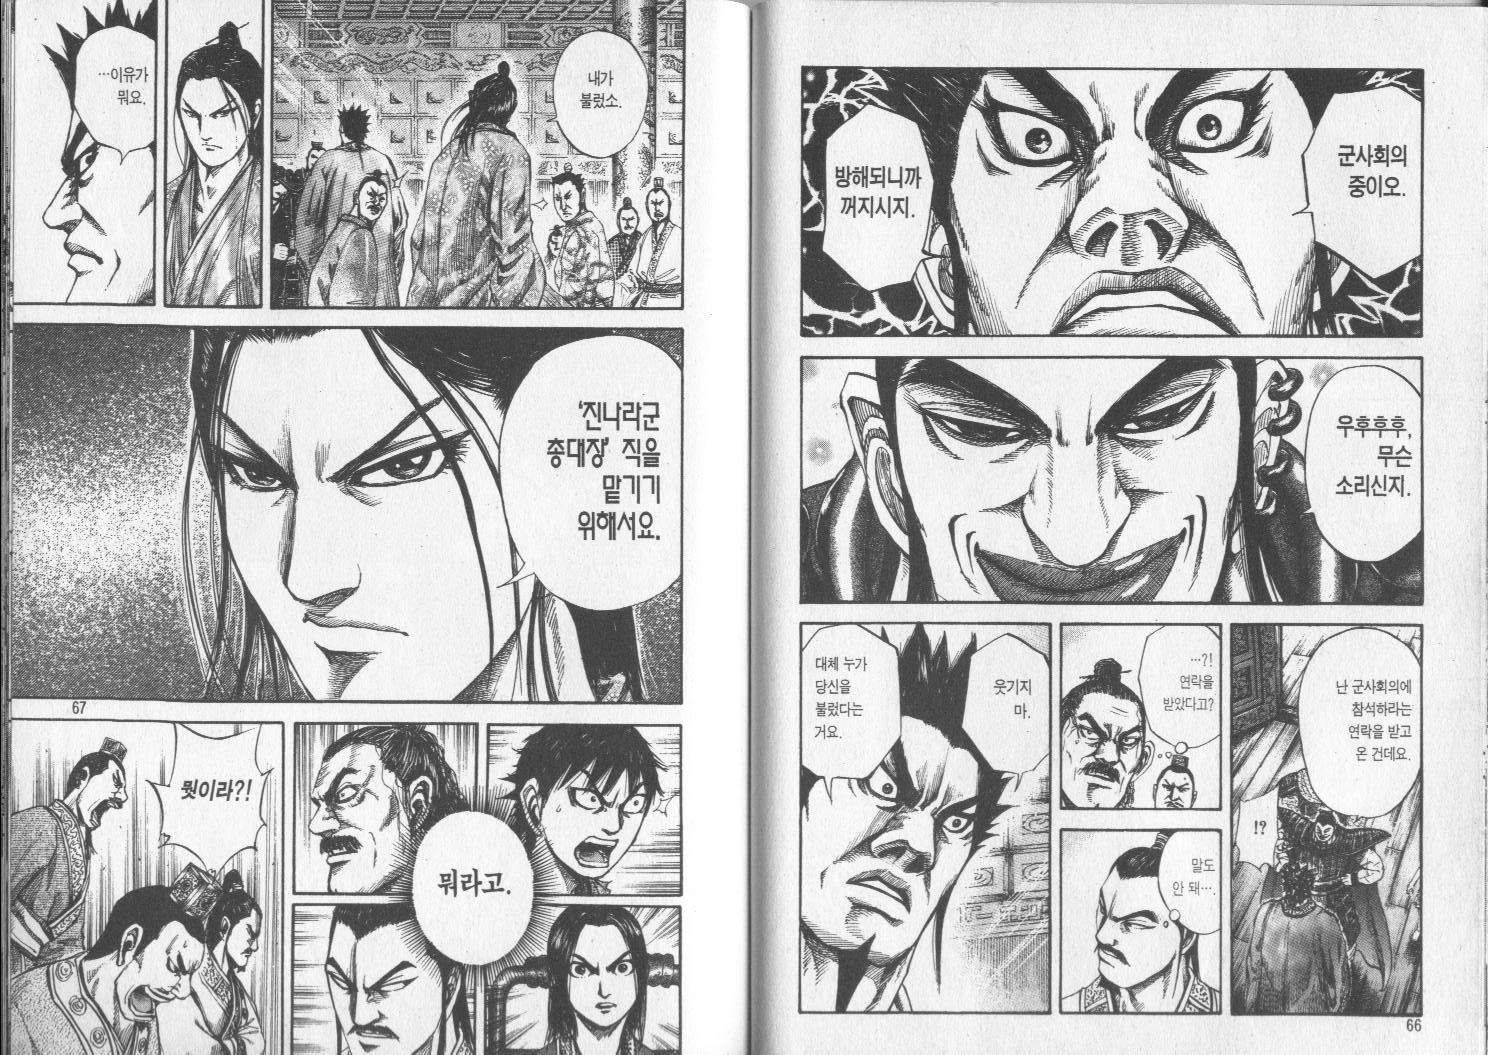 군사회의
중이오.
방해되니까
꺼지시지.
우후후후,
무슨
소리신지.
난 군사회의에
참석하라는
연락을 받고
온 건데요.
!?
…?!
연락을
받았다고?
말도
안 돼….
웃기지
마.
대체 누가
당신을
불렀다는
거요.
66
내가
불렀소.
…이유가
뭐요.
'진나라군
총대장' 직을
맡기기
위해서요.
67
뭐라고.
뭣이라?!